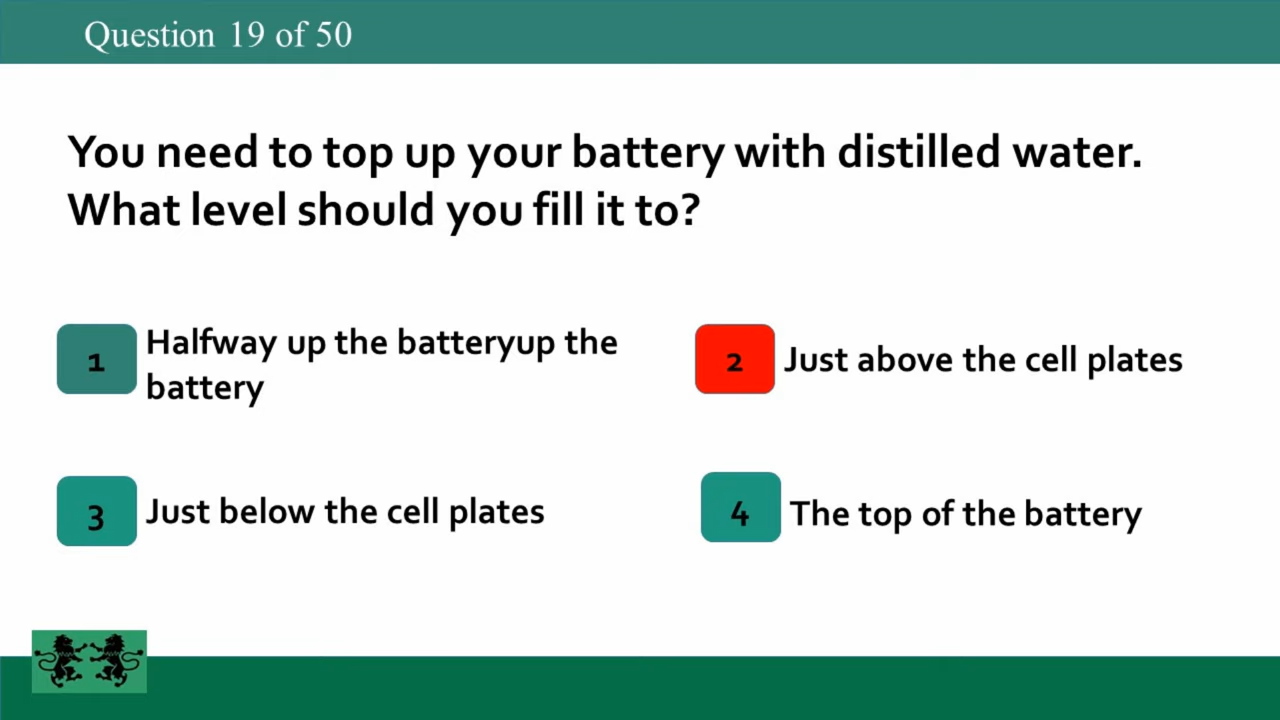 Question 19 of 50
You need to top up your battery with distilled water.
What level should you fill it to?
1
Halfway up the batteryup the
battery
2
Just above the cell plates
3
Just below the cell plates
4
The top of the battery